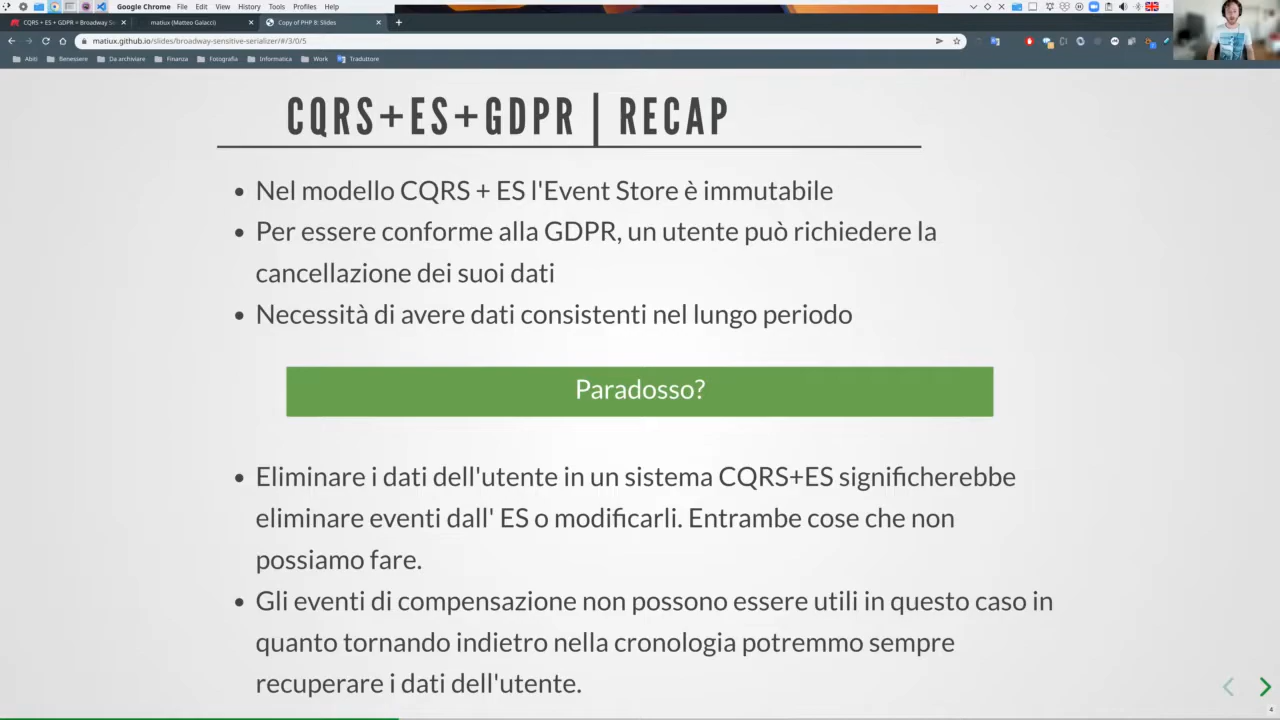 Google Chrome File Edit View History Tools Profiles Help
CQRS + ES + GDPR = Broadway Se
matiux (Matteo Galacci)
Copy of PHP 8: Slides
matiux.github.io/slides/broadway-sensitive-serializer/#/3/0/5
Abiti Benessere Da archiviare Finanza Fotografia Informatica Work Traduttore
CQRS+ES+GDPR | RECAP
Nel modello CQRS + ES l'Event Store è immutabile
Per essere conforme alla GDPR, un utente può richiedere la
cancellazione dei suoi dati
Necessità di avere dati consistenti nel lungo periodo
Paradosso?
Eliminare i dati dell'utente in un sistema CQRS+ES significherebbe
eliminare eventi dall' ES o modificarli. Entrambe cose che non
possiamo fare.
Gli eventi di compensazione non possono essere utili in questo caso in
quanto tornando indietro nella cronologia potremmo sempre
recuperare i dati dell'utente.
4